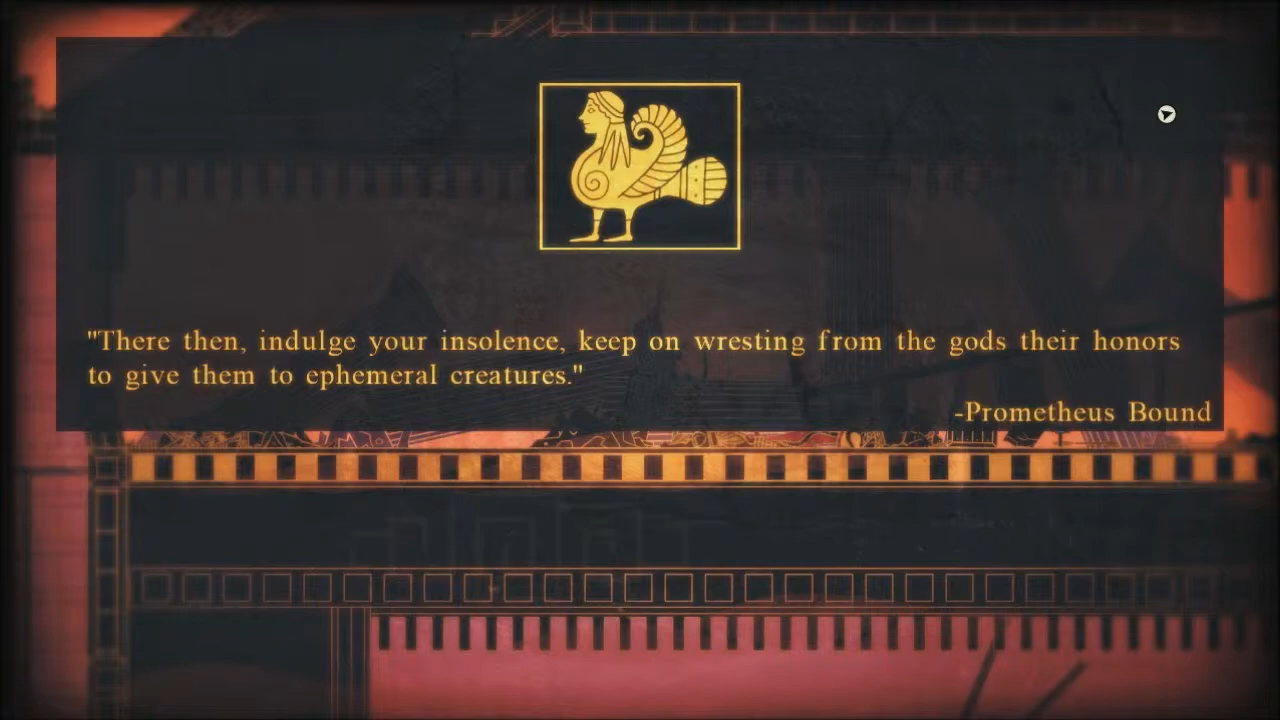 "There then, indulge your insolence, keep on wresting from the gods their honors
to give them to ephemeral creatures."
-Prometheus Bound